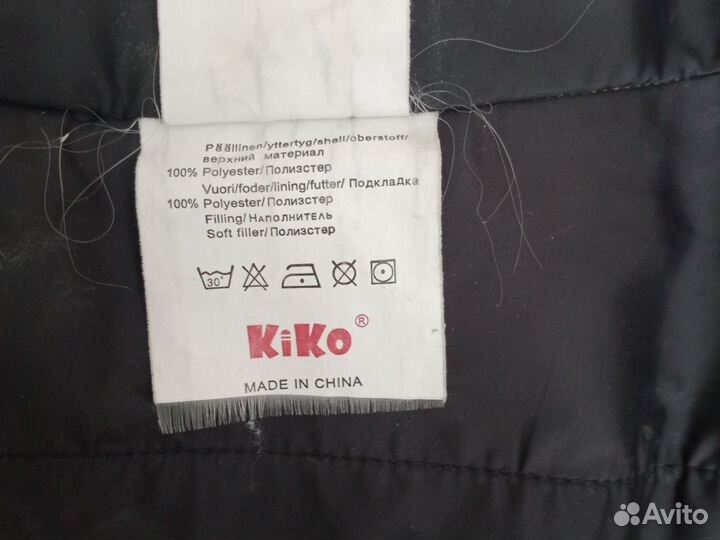 Päällinen/yttertyg/shell/oberstoff/
верхний материал
100% Polyester/Полиэстер
Vuori/foder/lining/futter/ Подкладка
100% Polyester/Полиэстер
Filling/Наполнитель
Soft filler/Полиэстер
30°
KiKo®
MADE IN CHINA
Avito